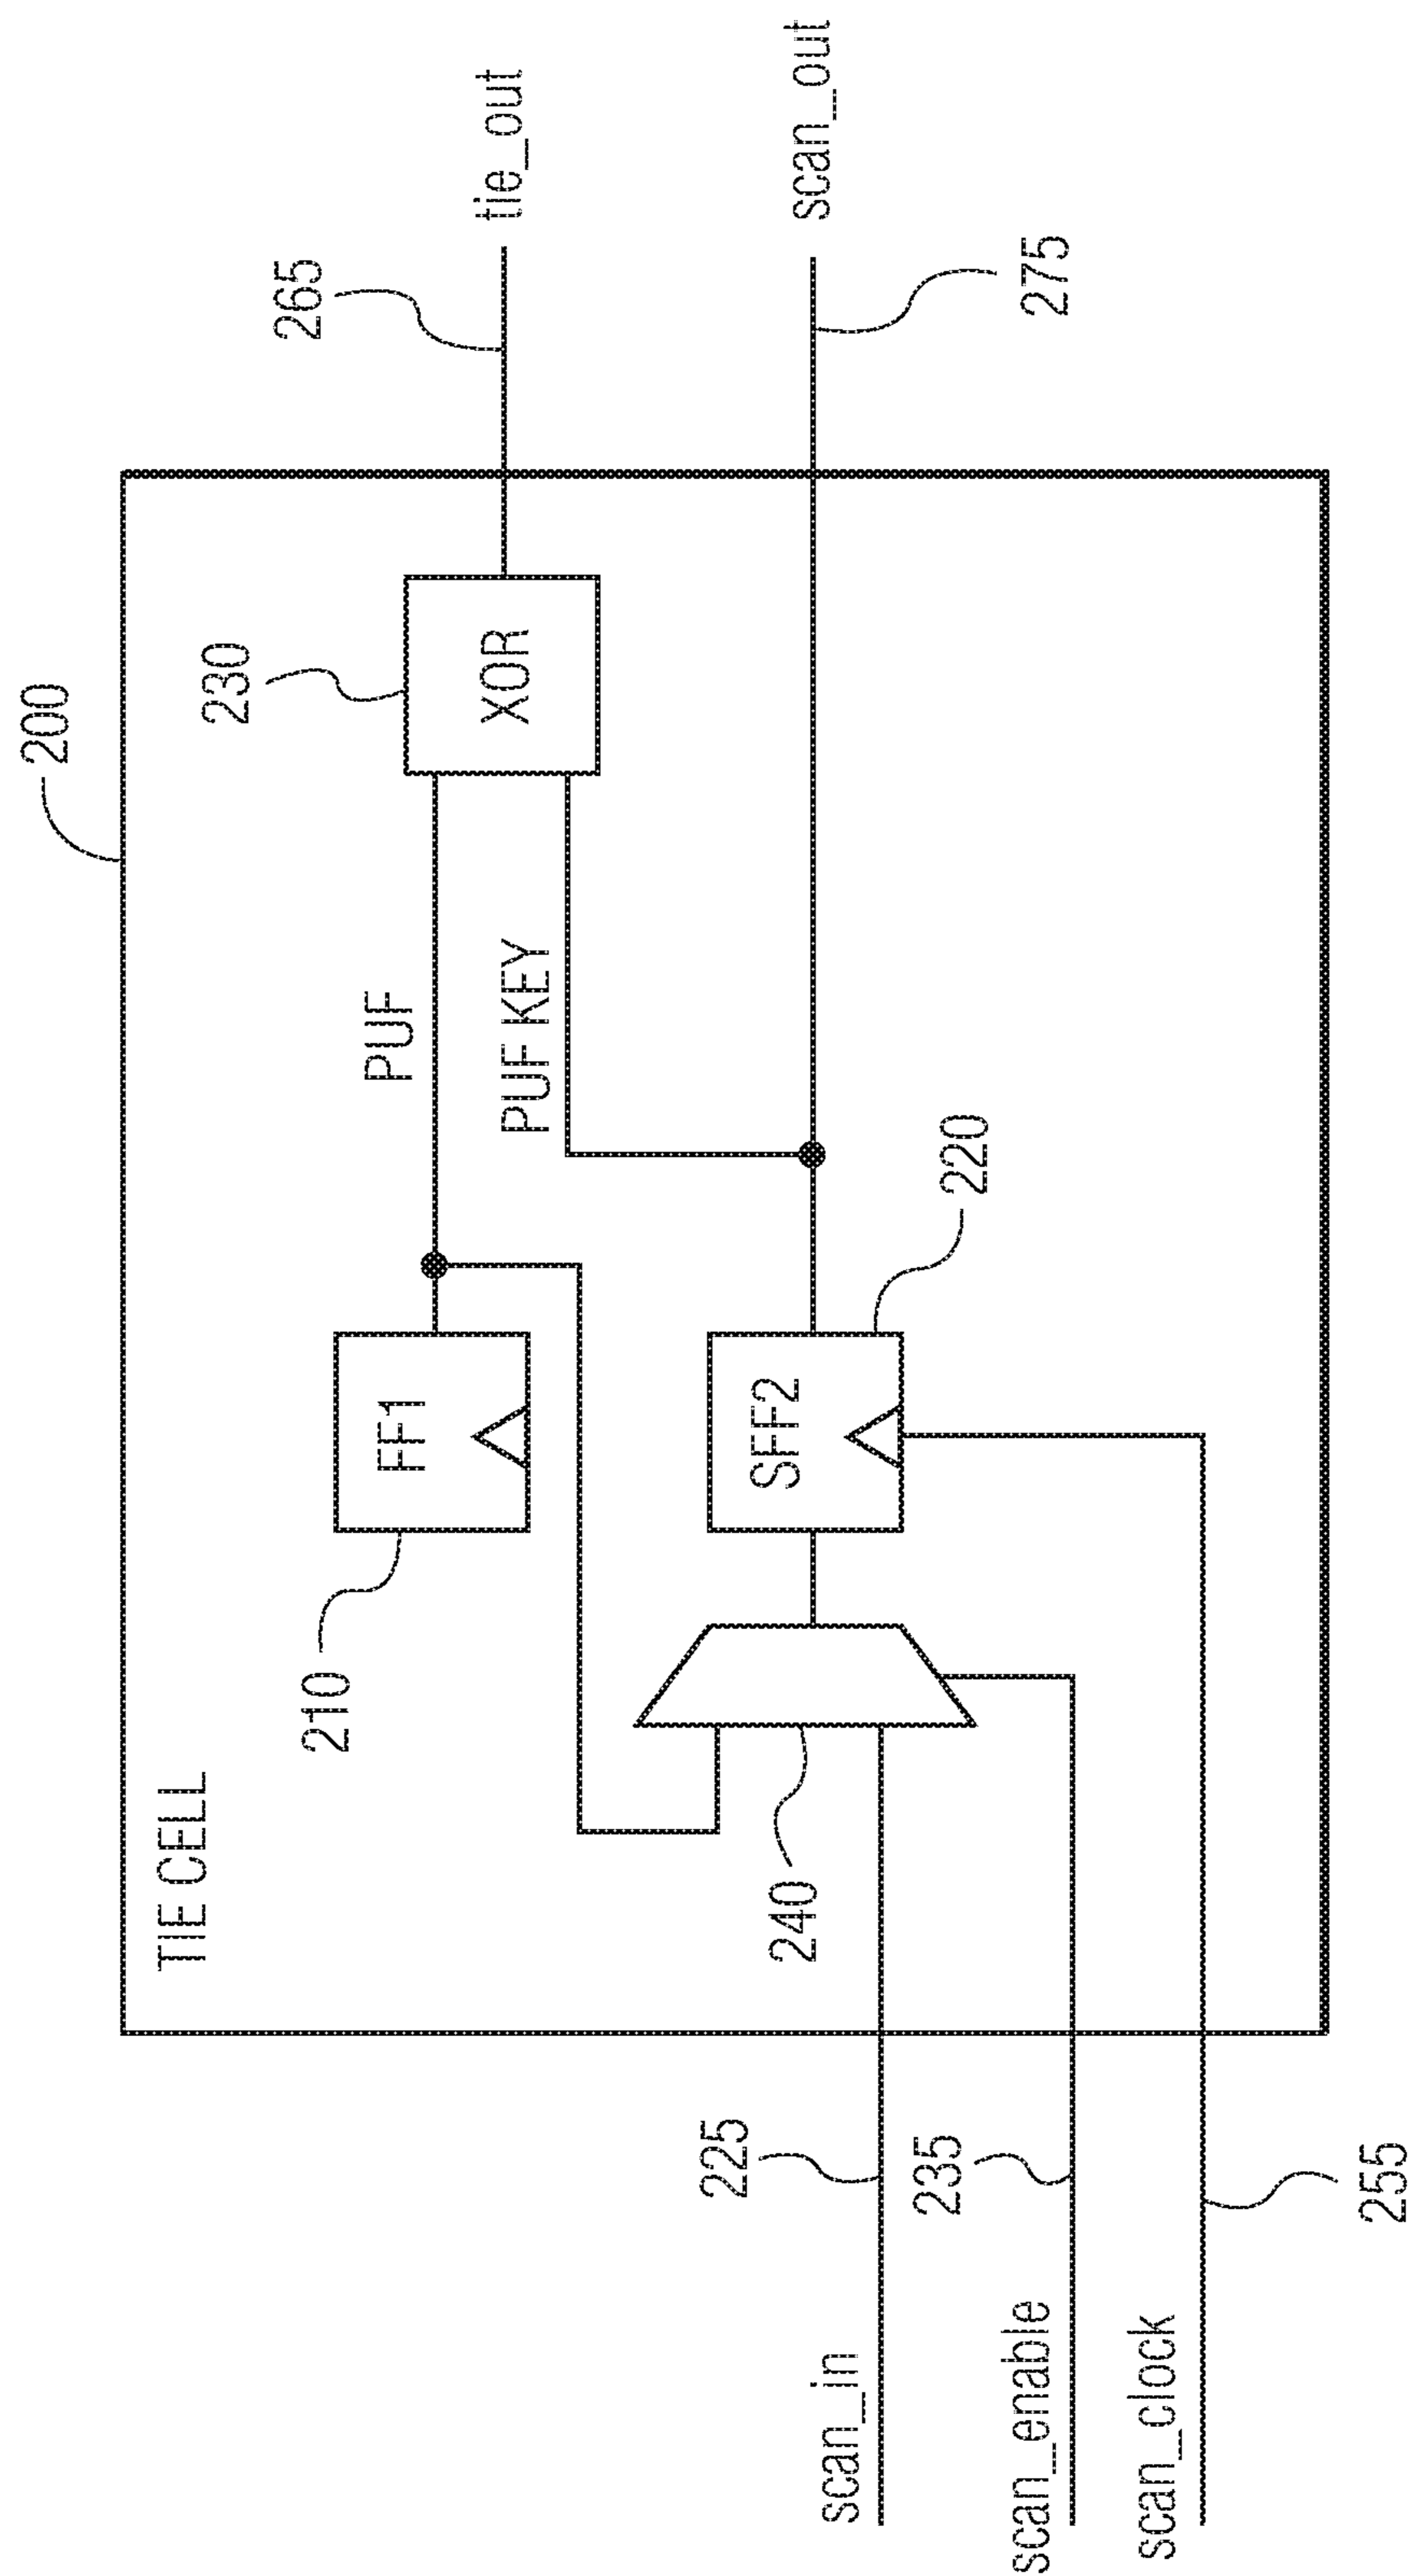 200
TIE CELL
210
FF1
PUF
230
XOR
265
tie_out
PUF KEY
240
SFF2
220
scan_out
275
225
scan_in
235
scan_enable
255
scan_clock